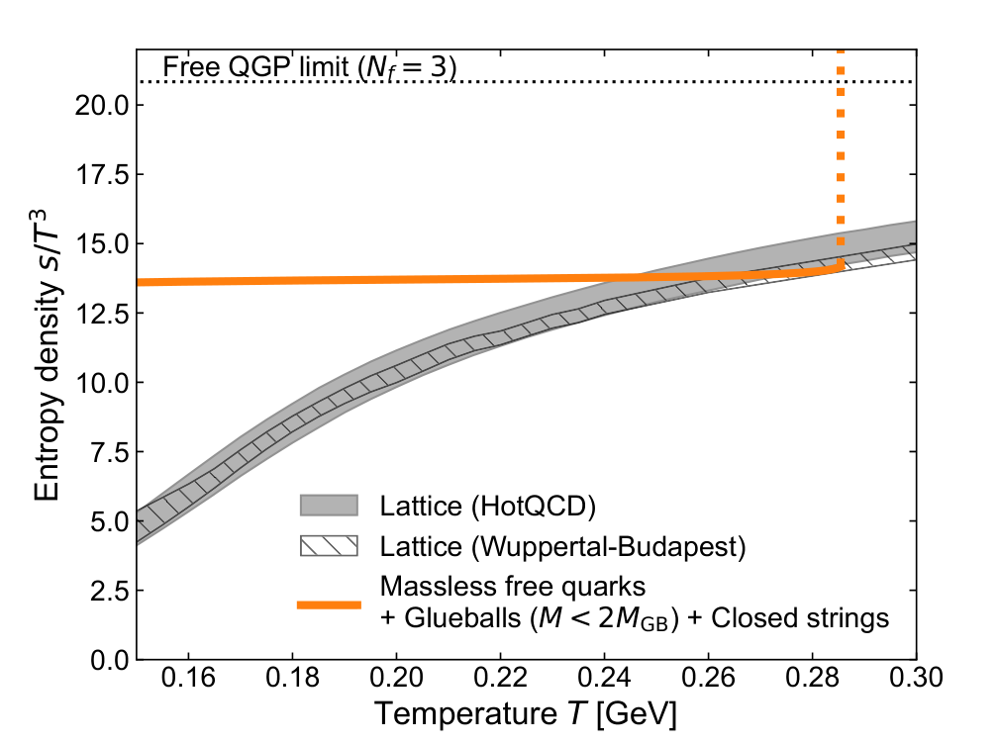 Free QGP limit (N_f = 3)
20.0
17.5
15.0
12.5
10.0
7.5
5.0
2.5
0.0
Entropy density s/T³
Lattice (HotQCD)
Lattice (Wuppertal-Budapest)
Massless free quarks
+ Glueballs (M < 2M_GB) + Closed strings
0.16 0.18 0.20 0.22 0.24 0.26 0.28 0.30
Temperature T [GeV]